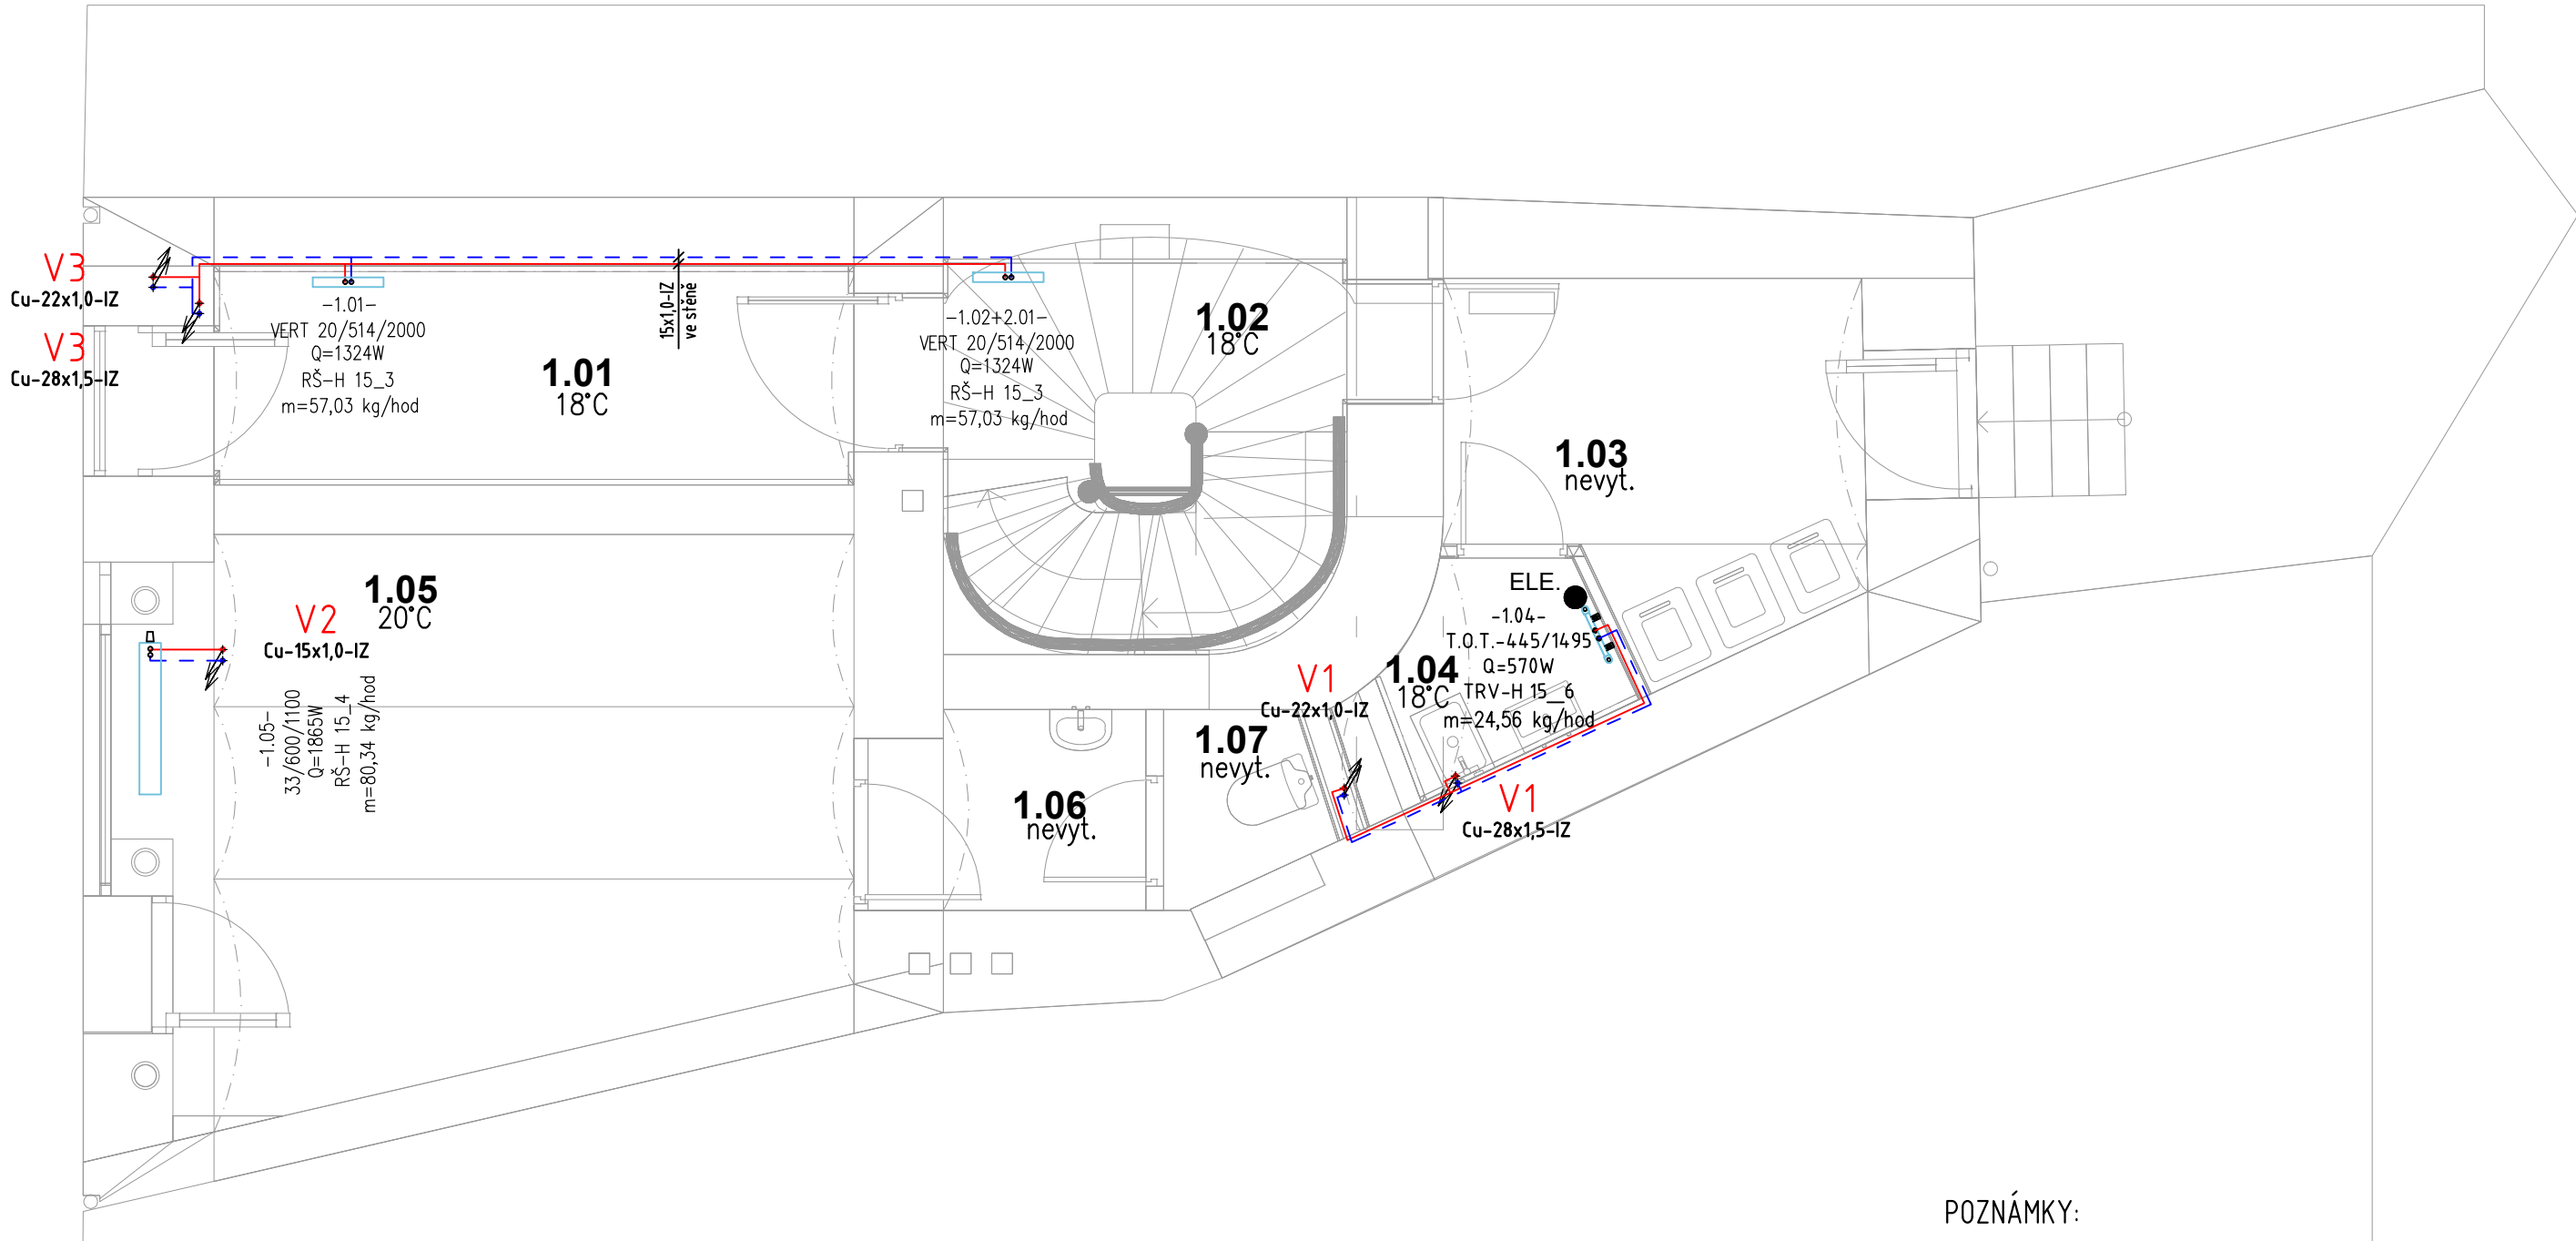 V3
Cu-22x1,0-IZ
V3
Cu-28x1,5-IZ
-1.01-
VERT 20/514/2000
Q=1324W
RŠ-H 15_3
m=57,03 kg/hod
1.01
18°C
15x1,0-IZ
ve stěně
-1.02+2.01-
VERT 20/514/2000
Q=1324W
RŠ-H 15_3
m=57,03 kg/hod
1.02
18°C
1.03
nevyt.
1.05
20°C
V2
Cu-15x1,0-IZ
-1.05-
33/600/1100
Q=1865W
RŠ-H 15_4
m=80,34 kg/hod
ELE.
-1.04-
T.O.T.-445/1495
Q=570W
TRV-H 15_6
m=24,56 kg/hod
1.04
18°C
V1
Cu-22x1,0-IZ
1.07
nevyt.
1.06
nevyt.
V1
Cu-28x1,5-IZ
POZNÁMKY: